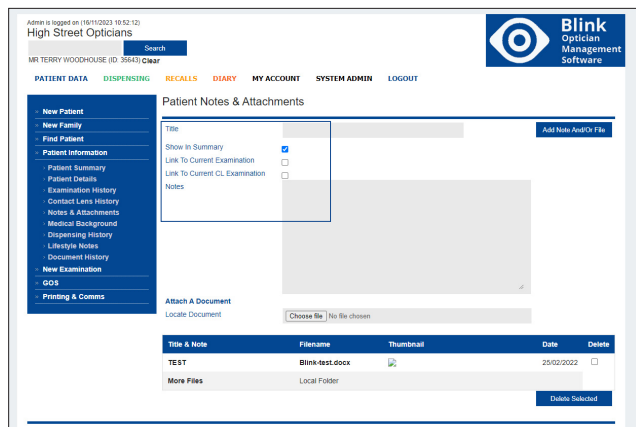 Admin is logged on (16/11/2023 10:52:12)
High Street Opticians
Search
MR TERRY WOODHOUSE (ID: 35643) Clear
Blink
Optician
Management
Software
PATIENT DATA DISPENSING RECALLS DIARY MY ACCOUNT SYSTEM ADMIN LOGOUT
» New Patient
» New Family
» Find Patient
» Patient Information
› Patient Summary
› Patient Details
› Examination History
› Contact Lens History
› Notes & Attachments
› Medical Background
› Dispensing History
› Lifestyle Notes
› Document History
» New Examination
» GOS
» Printing & Comms
Patient Notes & Attachments
Title
Add Note And/Or File
Show In Summary
Link To Current Examination
Link To Current CL Examination
Notes
Attach A Document
Locate Document Choose file No file chosen
Title & Note Filename Thumbnail Date Delete
TEST Blink-test.docx 25/02/2022
More Files Local Folder
Delete Selected